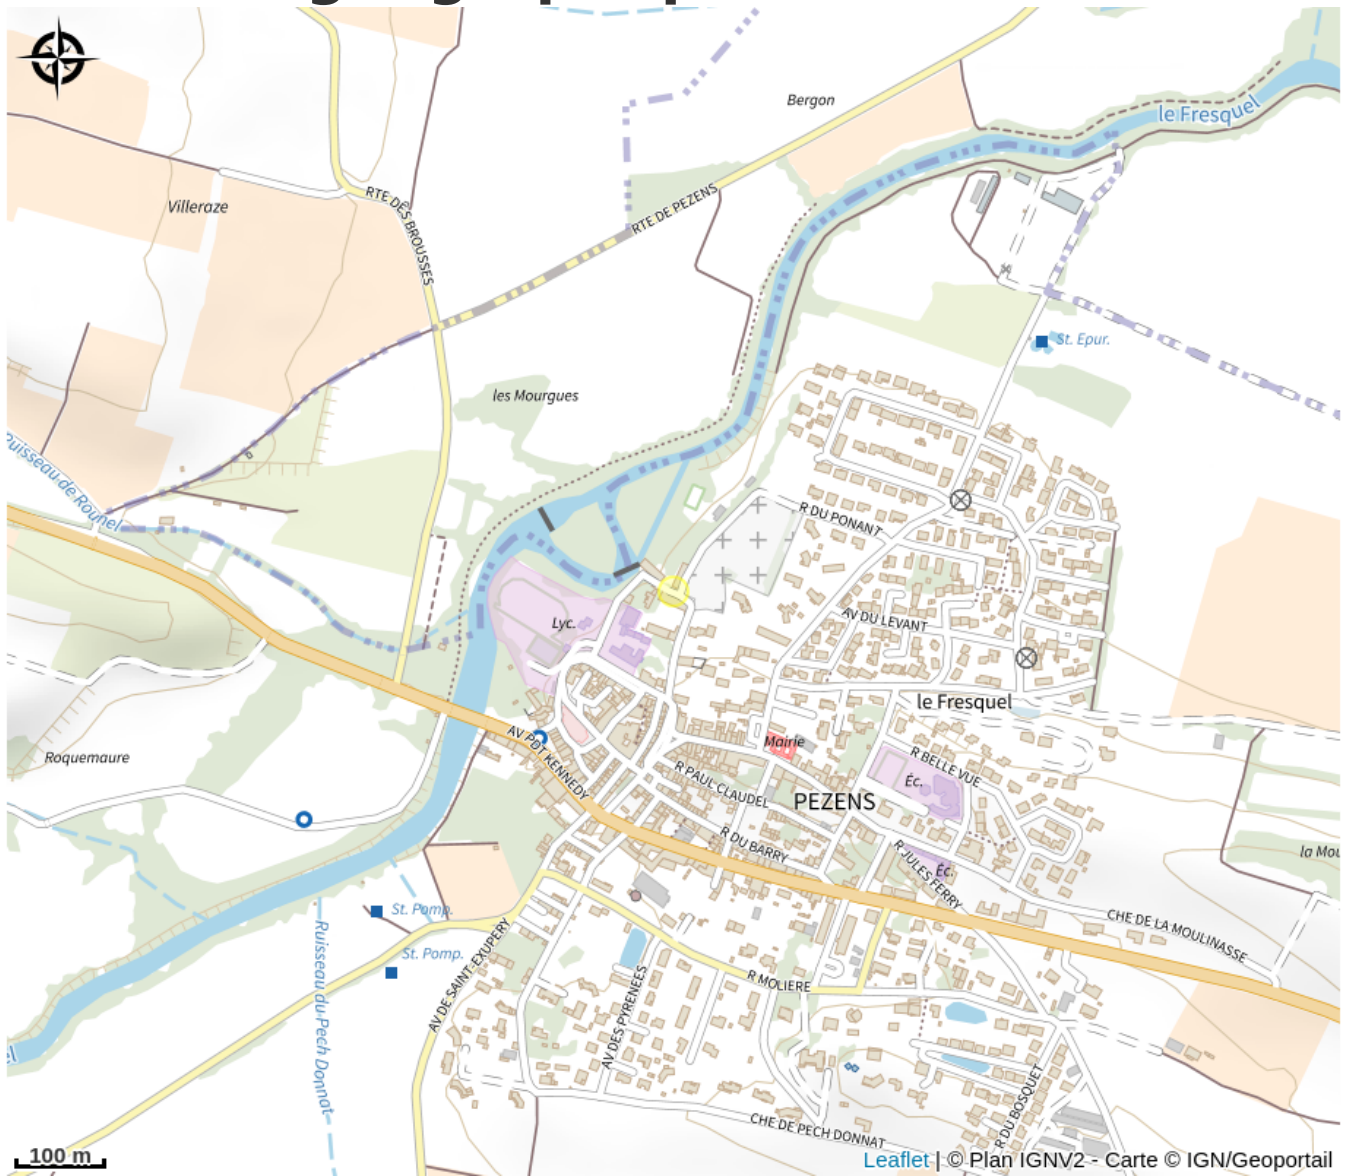 Bergon
le Fresquel
Villeraze
RTE DES BROUSSES
RTE DE PEZENS
St. Epur.
les Mourgues
Ruisseau de Rounel
R DU PONANT
AV DU LEVANT
Lyc.
le Fresquel
Mairie
AV PDT KENNEDY
Roquemaure
R BELLE VUE
Éc.
R PAUL CLAUDEL
PEZENS
R DU BARRY
R JULES FERRY
Éc.
la Mou
St. Pomp.
CHE DE LA MOULINASSE
St. Pomp.
Ruisseau du Pech Donnat
AV DE SAINT-EXUPERY
R MOLIERE
AV DES PYRENEES
el
R DU BOSQUET
CHE DE PECH DONNAT
100 m
Leaflet | © Plan IGNV2 - Carte © IGN/Geoportail